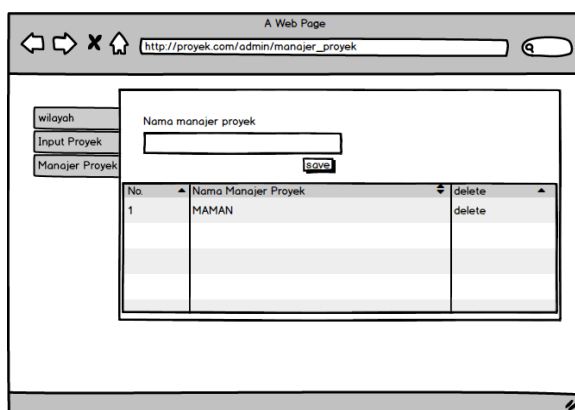 A Web Page
http://proyek.com/admin/manajer_proyek
wilayah
Input Proyek
Manajer Proyek
Nama manajer proyek
save
No. Nama Manajer Proyek delete
1 MAMAN delete